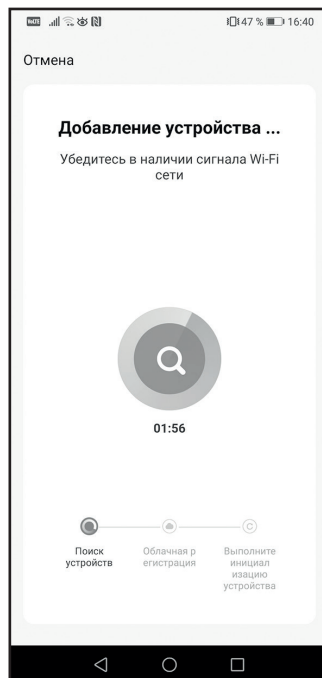 VoLTE 47 % 16:40
Отмена
Добавление устройства ...
Убедитесь в наличии сигнала Wi-Fi
сети
01:56
Поиск
устройств
Облачная р
егистрация
Выполните
инициал
изацию
устройства